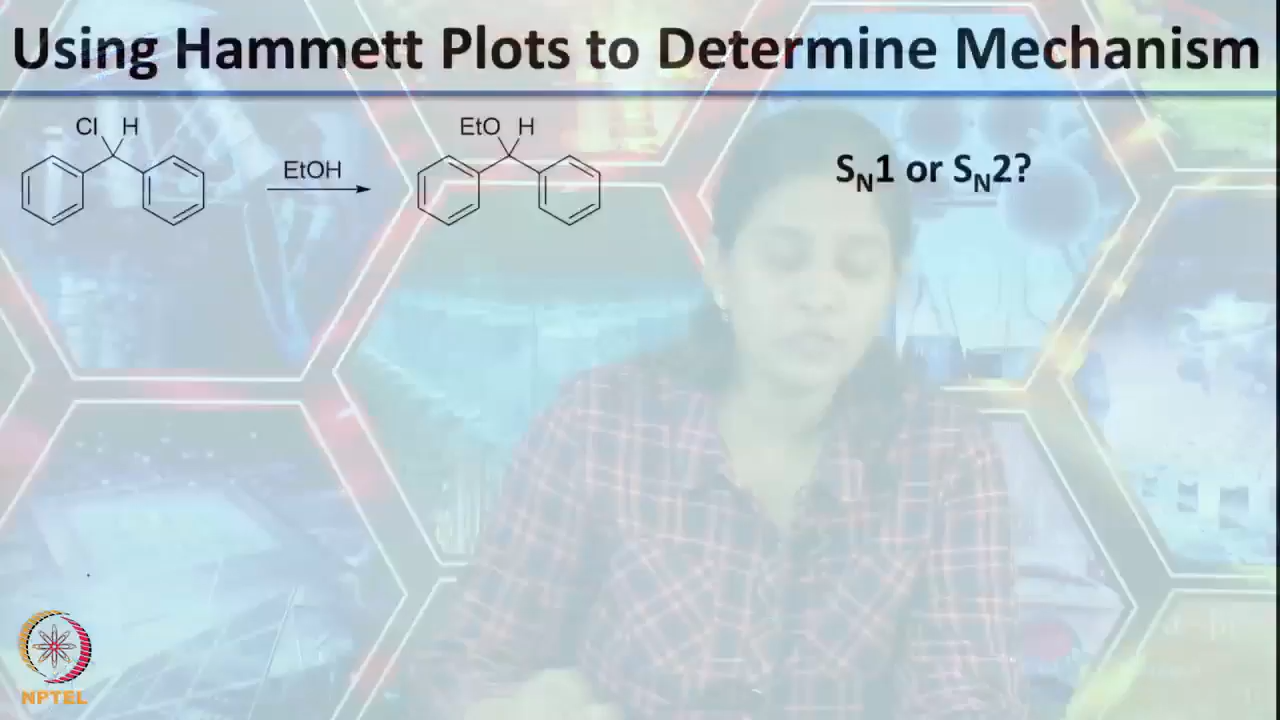 Using Hammett Plots to Determine Mechanism
Cl H
EtOH
EtO H
SN1 or SN2?
NPTEL